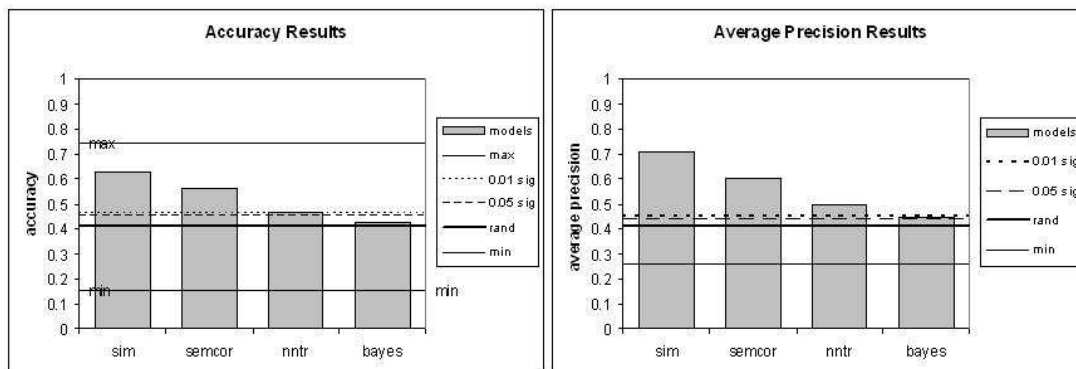 Accuracy Results
accuracy
1
0.9
0.8
0.7
0.6
0.5
0.4
0.3
0.2
0.1
0
max
min
min
sim semcor nntr bayes
models
max
0.01 sig
0.05 sig
rand
min
Average Precision Results
average precision
1
0.9
0.8
0.7
0.6
0.5
0.4
0.3
0.2
0.1
0
sim semcor nntr bayes
models
0.01 sig
0.05 sig
rand
min